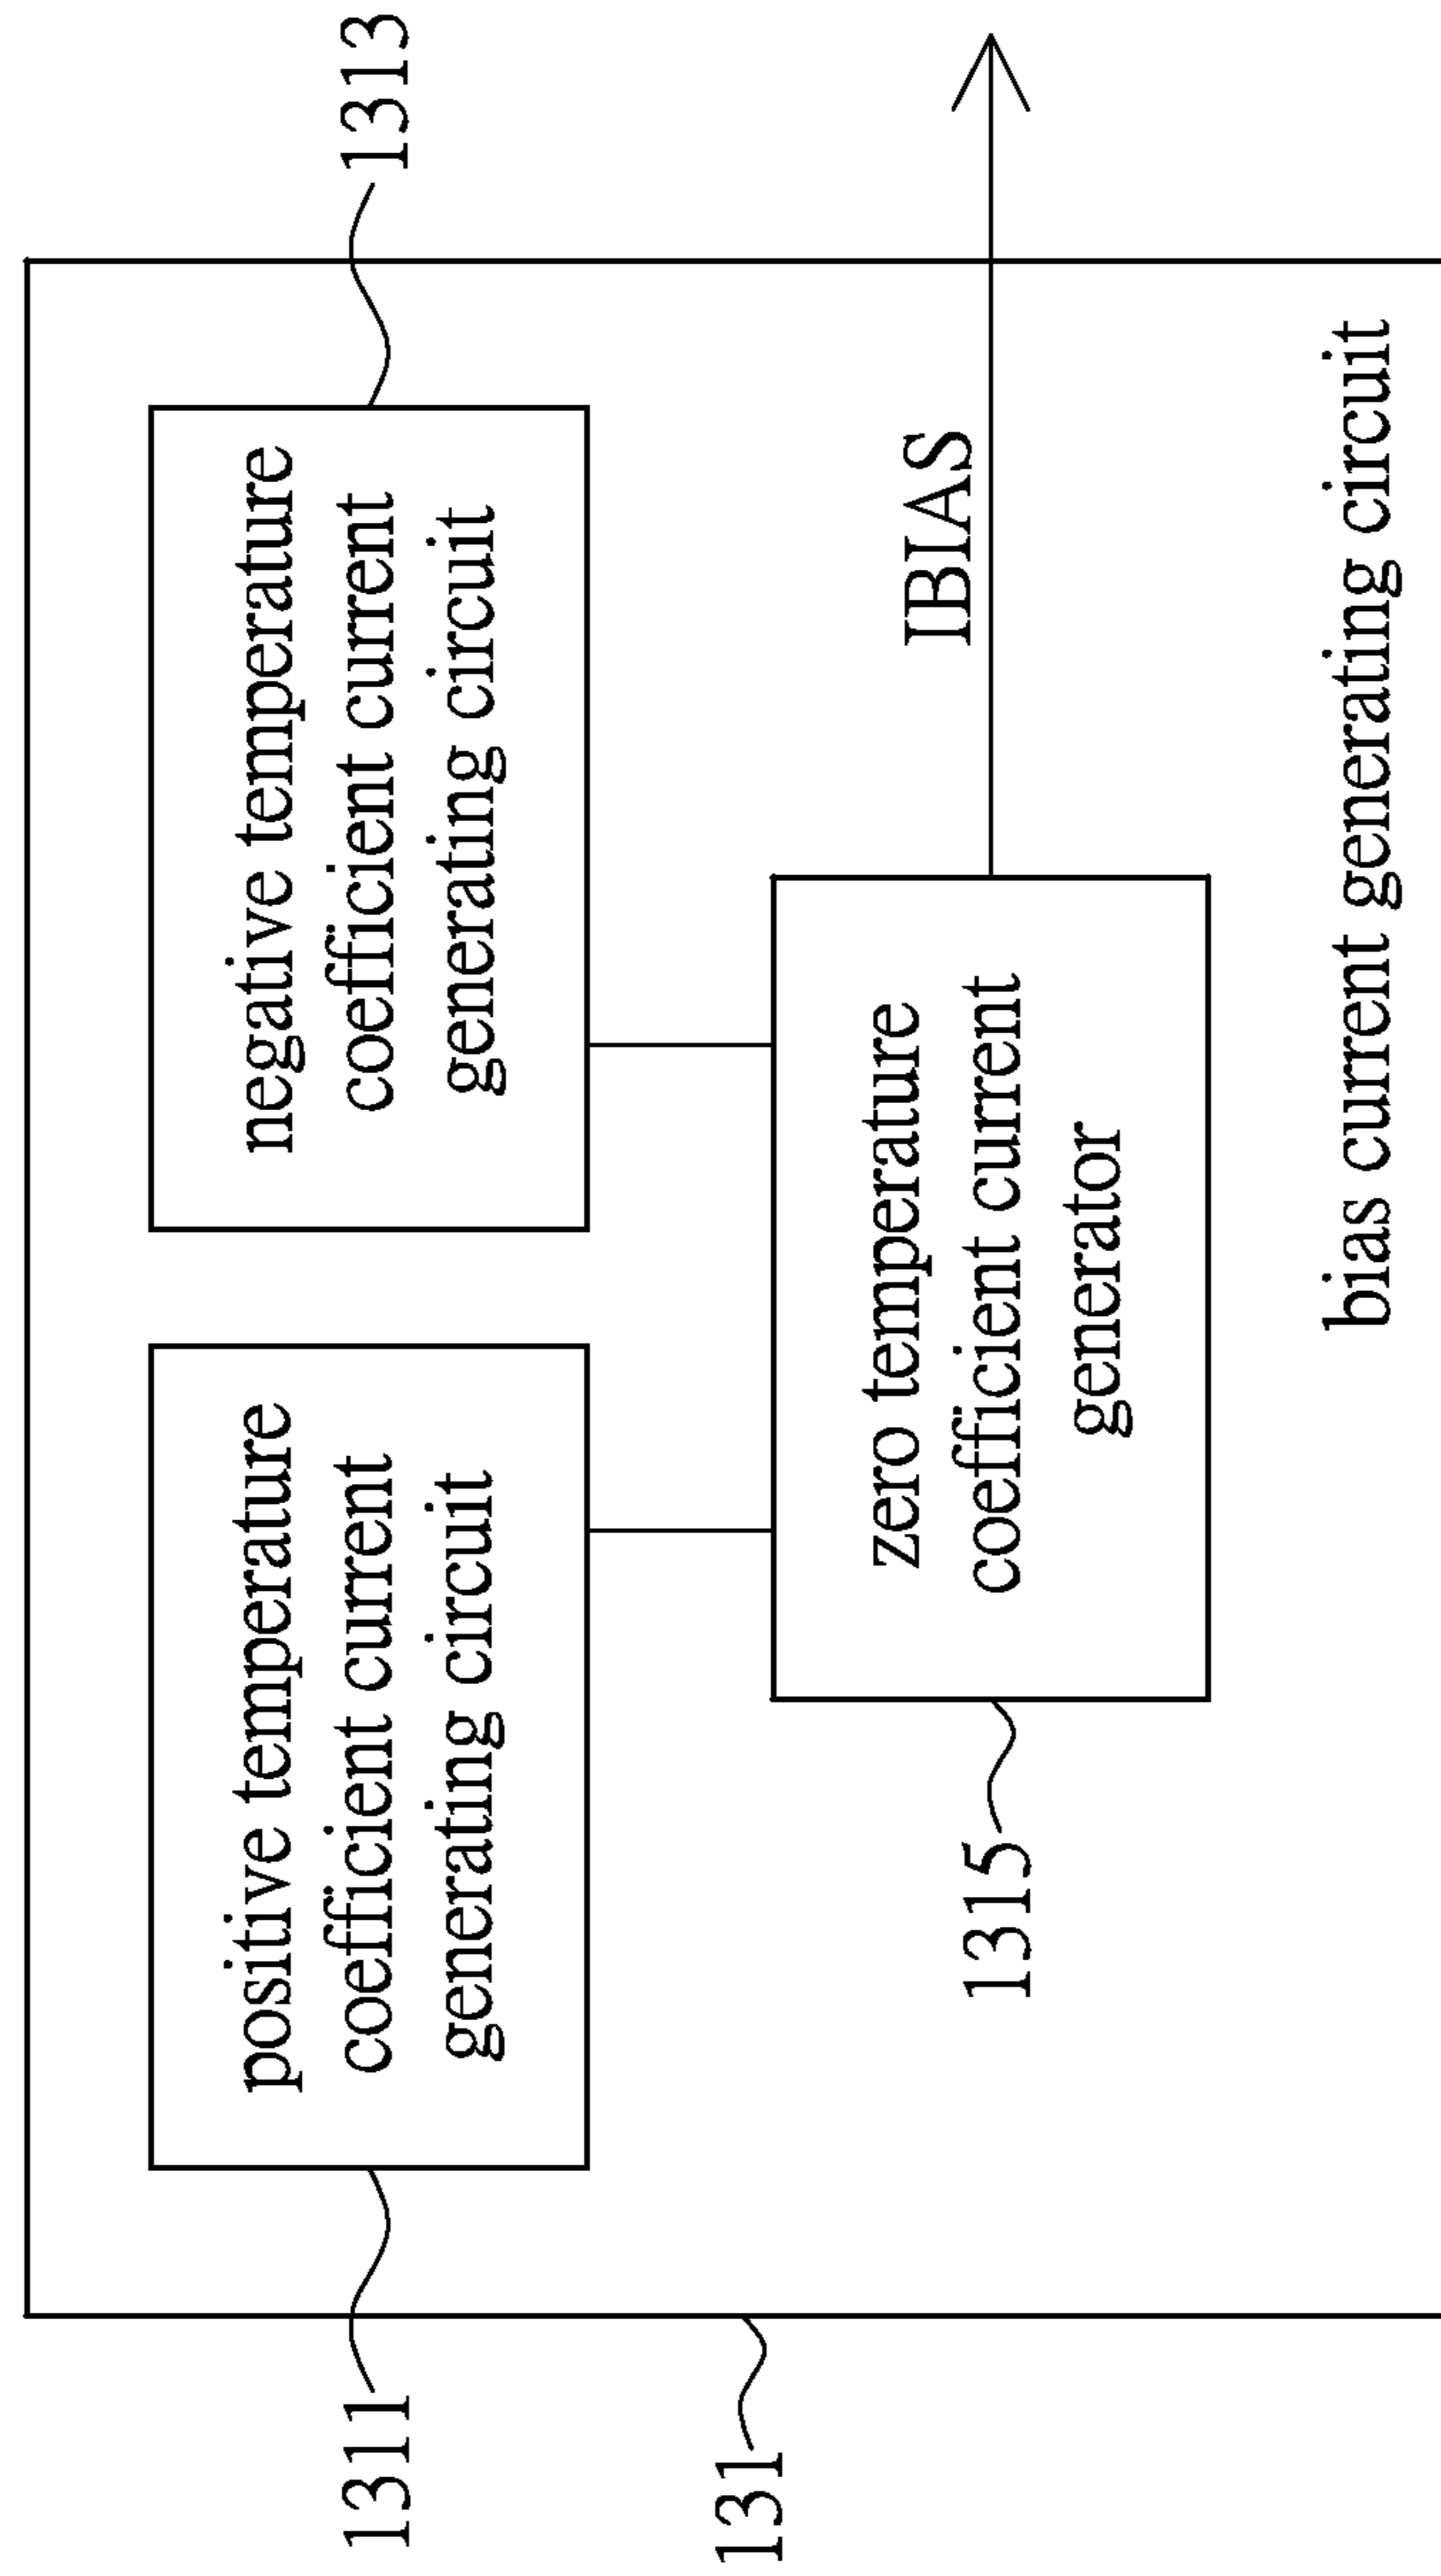 1311
positive temperature
coefficient current
generating circuit
negative temperature
coefficient current
generating circuit
1313
131
1315
zero temperature
coefficient current
generator
IBIAS
bias current generating circuit